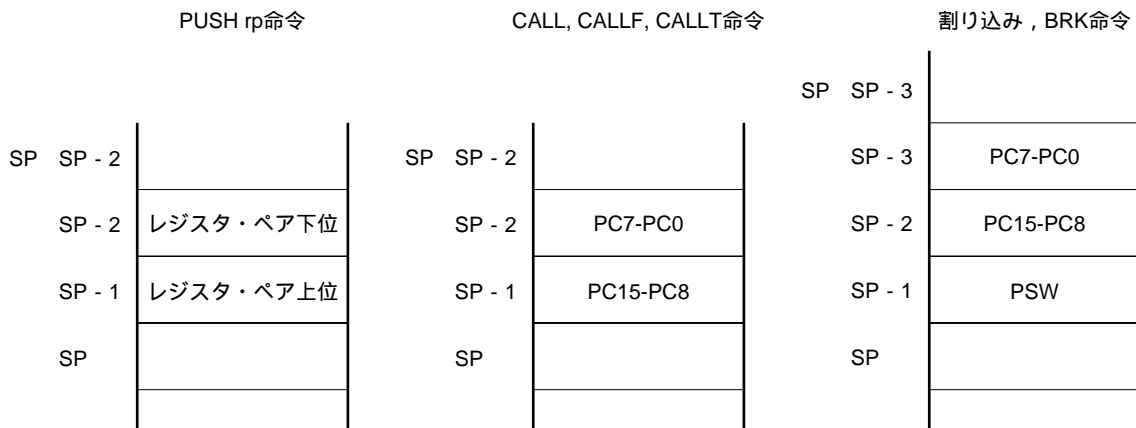 PUSH rp命令
SP SP - 2
SP - 2 レジスタ・ペア下位
SP - 1 レジスタ・ペア上位
SP
CALL, CALLF, CALLT命令
SP SP - 2
SP - 2 PC7-PC0
SP - 1 PC15-PC8
SP
割り込み , BRK命令
SP SP - 3
SP - 3 PC7-PC0
SP - 2 PC15-PC8
SP - 1 PSW
SP